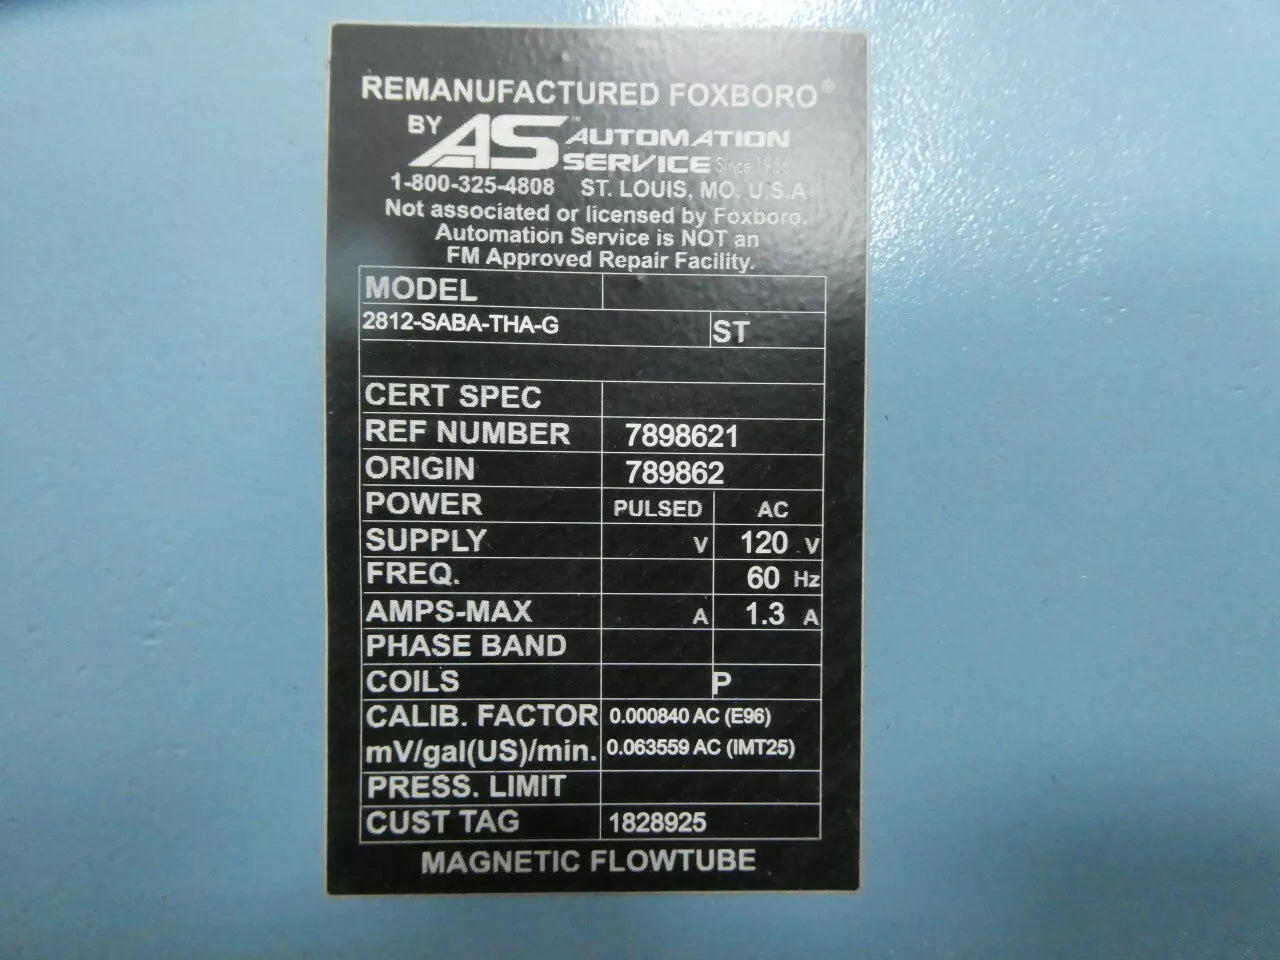 REMANUFACTURED FOXBORO®
BY AS™ AUTOMATION
SERVICE Since 1956
1-800-325-4808 ST. LOUIS, MO. U.S.A
Not associated or licensed by Foxboro.
Automation Service is NOT an
FM Approved Repair Facility.
MODEL
2812-SABA-THA-G ST
CERT SPEC
REF NUMBER 7898621
ORIGIN 789862
POWER PULSED AC
SUPPLY V 120 V
FREQ. 60 Hz
AMPS-MAX A 1.3 A
PHASE BAND
COILS P
CALIB. FACTOR 0.000840 AC (E96)
mV/gal(US)/min. 0.063559 AC (IMT25)
PRESS. LIMIT
CUST TAG 1828925
MAGNETIC FLOWTUBE